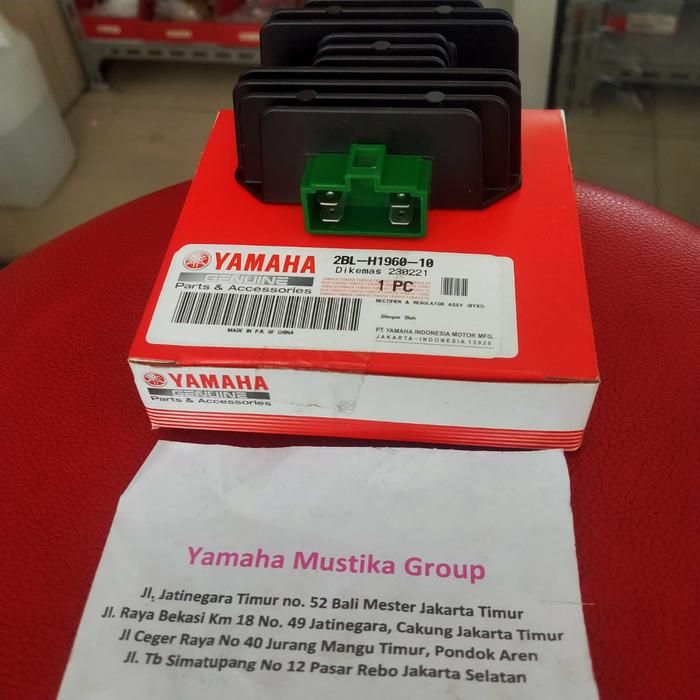 YAMAHA
GENUINE
Parts & Accessories
2BL-H1960-10
Dikemas 230221
1 PC
RECTIFIER & REGULATOR ASSY
Diimpor Oleh
MADE IN P.R. OF CHINA
PT. YAMAHA INDONESIA MOTOR MFG.
JAKARTA-INDONESIA 13920
YAMAHA
GENUINE
Parts & Accessories
Yamaha Mustika Group
Jl, Jatinegara Timur no. 52 Bali Mester Jakarta Timur
Jl. Raya Bekasi Km 18 No. 49 Jatinegara, Cakung Jakarta Timur
Jl Ceger Raya No 40 Jurang Mangu Timur, Pondok Aren
Jl. Tb Simatupang No 12 Pasar Rebo Jakarta Selatan